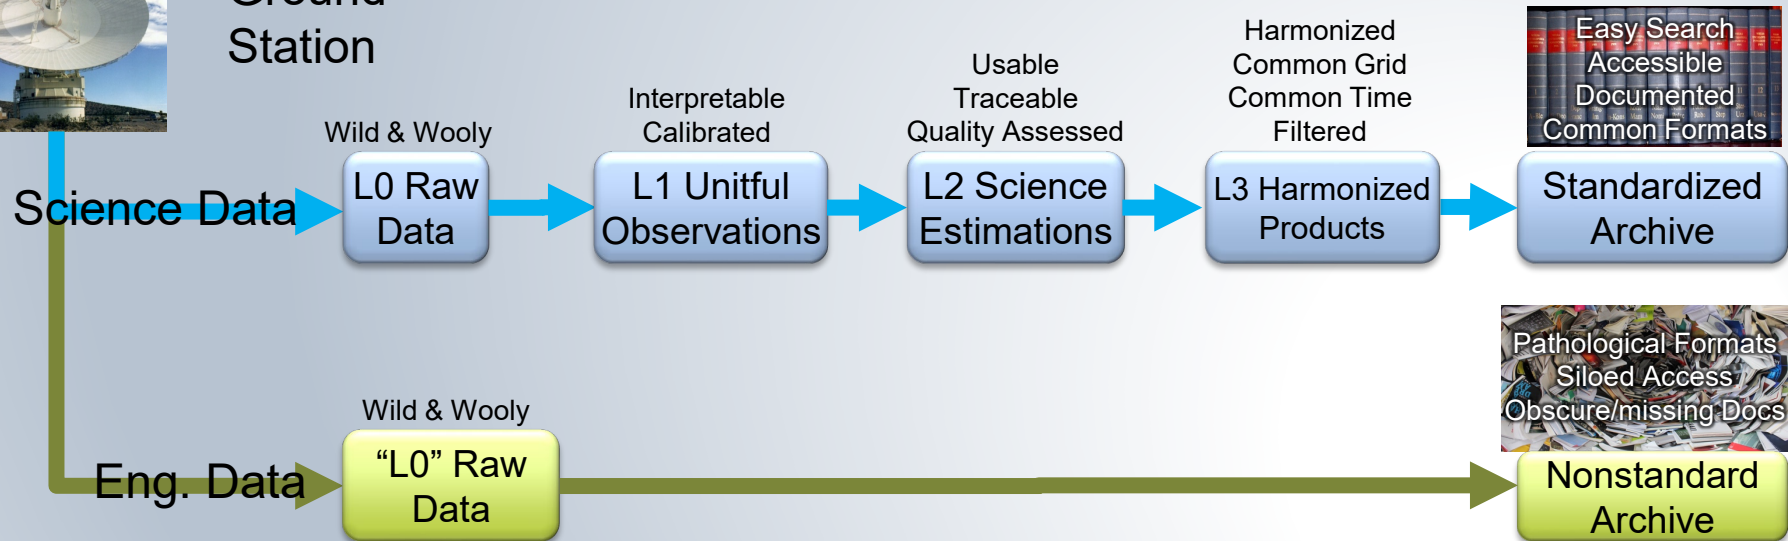 Ground
Station
Wild & Wooly
Interpretable
Calibrated
Usable
Traceable
Quality Assessed
Harmonized
Common Grid
Common Time
Filtered
Easy Search
Accessible
Documented
Common Formats
Science Data
L0 Raw
Data
L1 Unitful
Observations
L2 Science
Estimations
L3 Harmonized
Products
Standardized
Archive
Pathological Formats
Siloed Access
Obscure/missing Docs
Wild & Wooly
Eng. Data
“L0” Raw
Data
Nonstandard
Archive